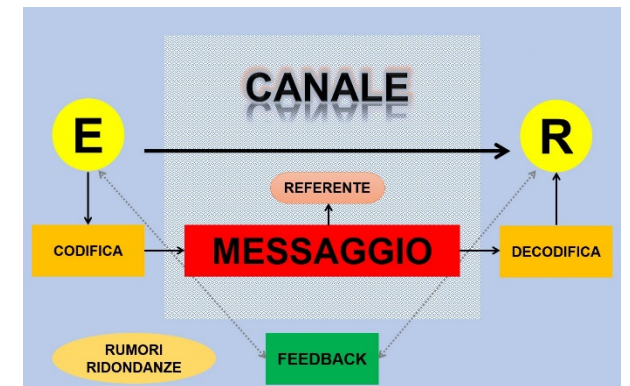 CANALE
E
R
REFERENTE
CODIFICA
MESSAGGIO
DECODIFICA
RUMORI
RIDONDANZE
FEEDBACK